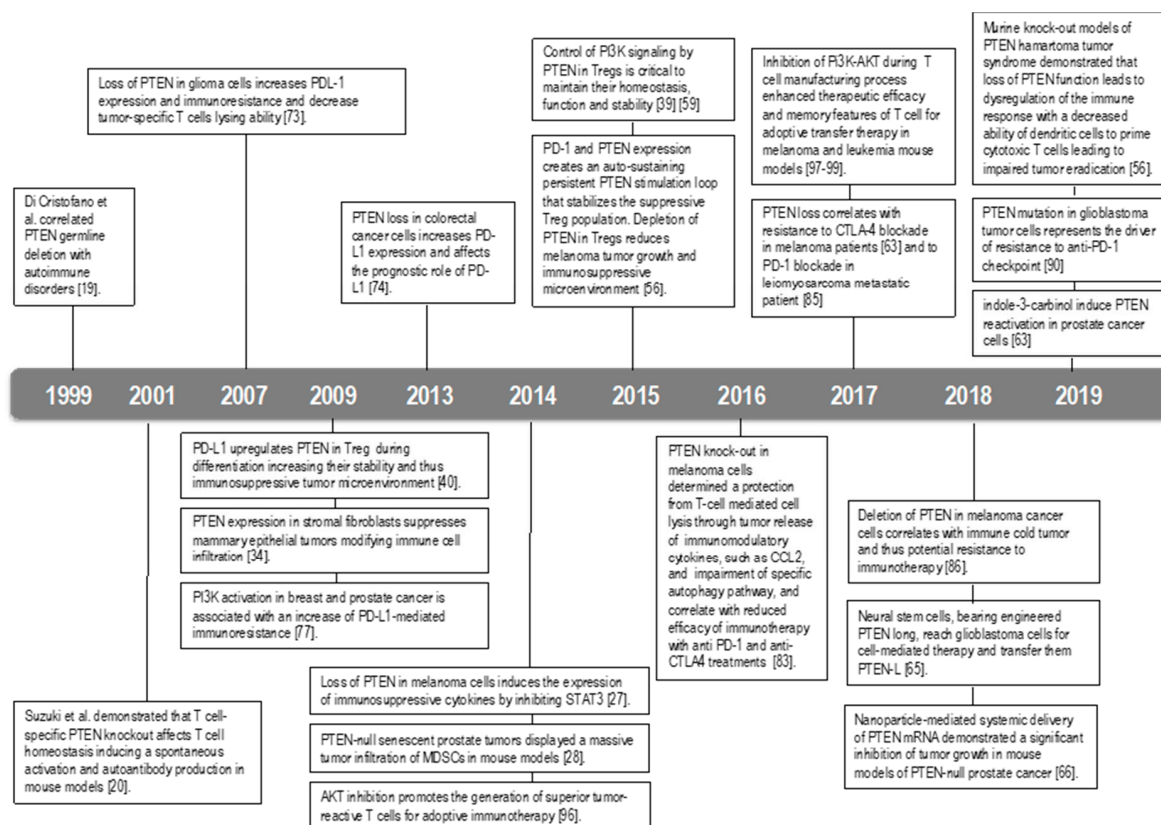 Loss of PTEN in glioma cells increases PDL-1
expression and immunoresistance and decrease
tumor-specific T cells lysing ability [73].
Di Cristofano et
al. correlated
PTEN germline
deletion with
autoimmune
disorders [19].
PTEN loss in colorectal
cancer cells increases PD-
L1 expression and affects
the prognostic role of PD-
L1 [74].
Control of PI3K signaling by
PTEN in Tregs is critical to
maintain their homeostasis,
function and stability [39] [59]
PD-1 and PTEN expression
creates an auto-sustaining
persistent PTEN stimulation loop
that stabilizes the suppressive
Treg population. Depletion of
PTEN in Tregs reduces
melanoma tumor growth and
immunosuppressive
microenvironment [56].
Inhibition of Pi3K-AKT during T
cell manufacturing process
enhanced therapeutic efficacy
and memory features of T cell for
adoptive transfer therapy in
melanoma and leukemia mouse
models [97-99]
PTEN loss correlates with
resistance to CTLA-4 blockade
in melanoma patients [63] and to
PD-1 blockade in
leiomyosarcoma metastatic
patient [85]
Murine knock-out models of
PTEN hamartoma tumor
syndrome demonstrated that
loss of PTEN function leads to
dysregulation of the immune
response with a decreased
ability of dendritic cells to prime
cytotoxic T cells leading to
impaired tumor eradication [56].
PTEN mutation in glioblastoma
tumor cells represents the driver
of resistance to anti-PD-1
checkpoint [90]
indole-3-carbinol induce PTEN
reactivation in prostate cancer
cells [63]
1999 2001 2007 2009 2013 2014 2015 2016 2017 2018 2019
Suzuki et al. demonstrated that T cell-
specific PTEN knockout affects T cell
homeostasis inducing a spontaneous
activation and autoantibody production in
mouse models [20].
PD-L1 upregulates PTEN in Treg during
differentiation increasing their stability and thus
immunosuppressive tumor microenvironment [40].
PTEN expression in stromal fibroblasts suppresses
mammary epithelial tumors modifying immune cell
infiltration [34].
PI3K activation in breast and prostate cancer is
associated with an increase of PD-L1-mediated
immunoresistance [77].
Loss of PTEN in melanoma cells induces the expression
of immunosuppressive cytokines by inhibiting STAT3 [27].
PTEN-null senescent prostate tumors displayed a massive
tumor infiltration of MDSCs in mouse models [28].
AKT inhibition promotes the generation of superior tumor-
reactive T cells for adoptive immunotherapy [96].
PTEN knock-out in
melanoma cells
determined a protection
from T-cell mediated cell
lysis through tumor release
of immunomodulatory
cytokines, such as CCL2,
and impairment of specific
autophagy pathway, and
correlate with reduced
efficacy of immunotherapy
with anti PD-1 and anti-
CTLA4 treatments [83].
Deletion of PTEN in melanoma cancer
cells correlates with immune cold tumor
and thus potential resistance to
immunotherapy [86].
Neural stem cells, bearing engineered
PTEN long, reach glioblastoma cells for
cell-mediated therapy and transfer them
PTEN-L [65].
Nanoparticle-mediated systemic delivery
of PTEN mRNA demonstrated a significant
inhibition of tumor growth in mouse
models of PTEN-null prostate cancer [66].